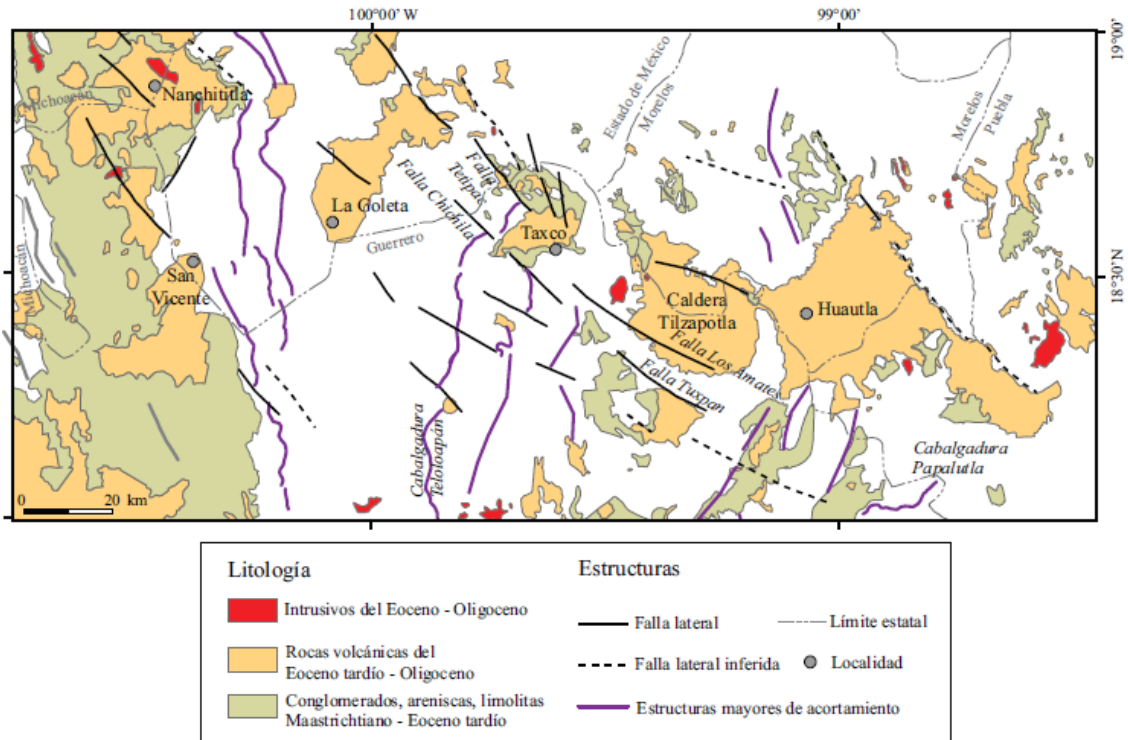 100°00' W
99°00'
19°00'
18°30' N
Michoacán
Nanchititla
Estado de México
Morelos
Morelos
Puebla
Falla
Tetipac
Falla Chichila
La Goleta
Guerrero
Taxco
Michoacán
San
Vicente
Caldera
Tilzapotla
Huautla
Falla Los Amates
Falla Tuxpan
Cabalgadura
Teloloapán
Cabalgadura
Papalutla
0 20 km
Litología
Intrusivos del Eoceno - Oligoceno
Rocas volcánicas del
Eoceno tardío - Oligoceno
Conglomerados, areniscas, limolitas
Maastrichtiano - Eoceno tardío
Estructuras
Falla lateral
Límite estatal
Falla lateral inferida
Localidad
Estructuras mayores de acortamiento